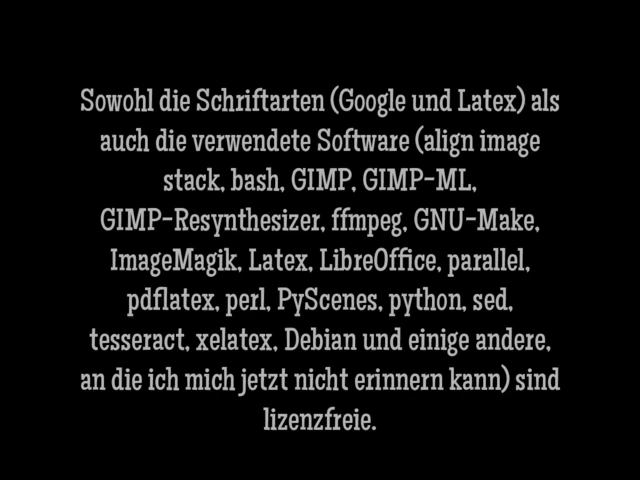 Sowohl die Schriftarten (Google und Latex) als
auch die verwendete Software (align image
stack, bash, GIMP, GIMP-ML,
GIMP-Resynthesizer, ffmpeg, GNU-Make,
ImageMagik, Latex, LibreOffice, parallel,
pdflatex, perl, PyScenes, python, sed,
tesseract, xelatex, Debian und einige andere,
an die ich mich jetzt nicht erinnern kann) sind
lizenzfreie.